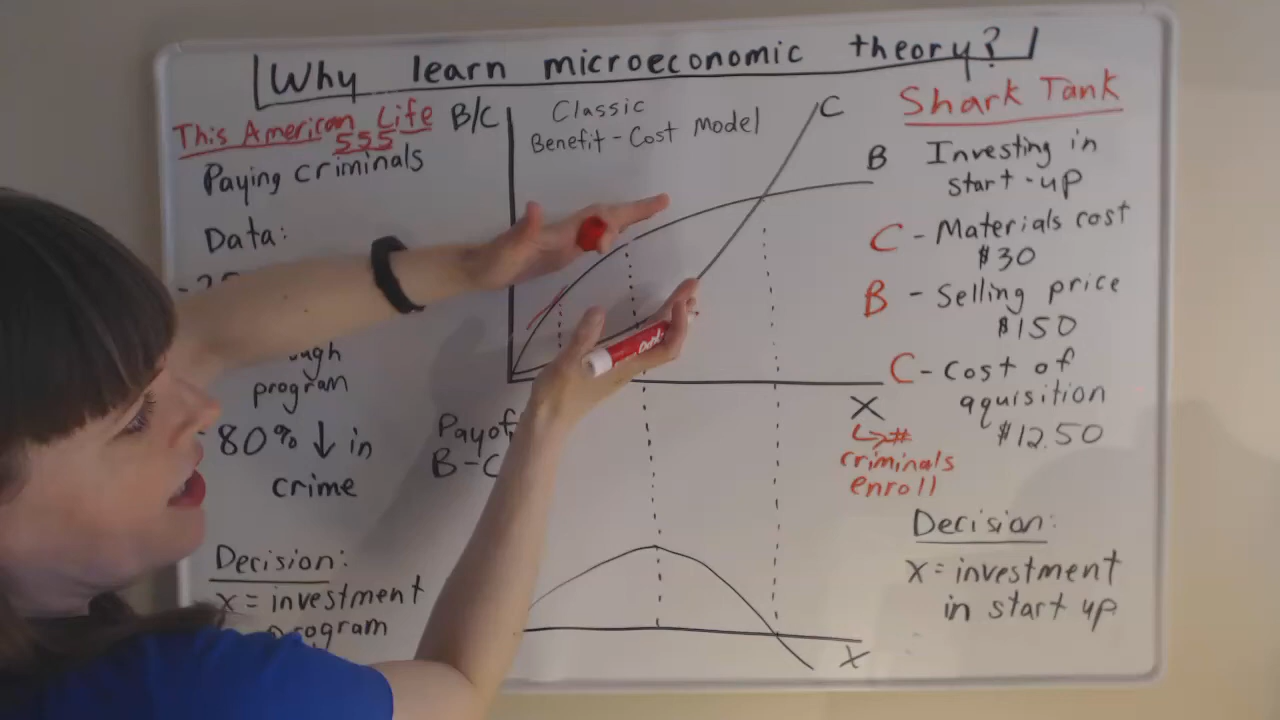 Why learn microeconomic theory?
This American Life
555
Paying criminals
Data:
program
80% ↓ in
crime
Decision:
X = investment
program
B/C
Classic
Benefit-Cost Model
C
B
X
↳ #
criminals
enroll
B-C
X
Shark Tank
Investing in
start-up
C - Materials cost
$30
B - Selling price
$150
C - cost of
aquisition
$12.50
Decision:
X = investment
in start up